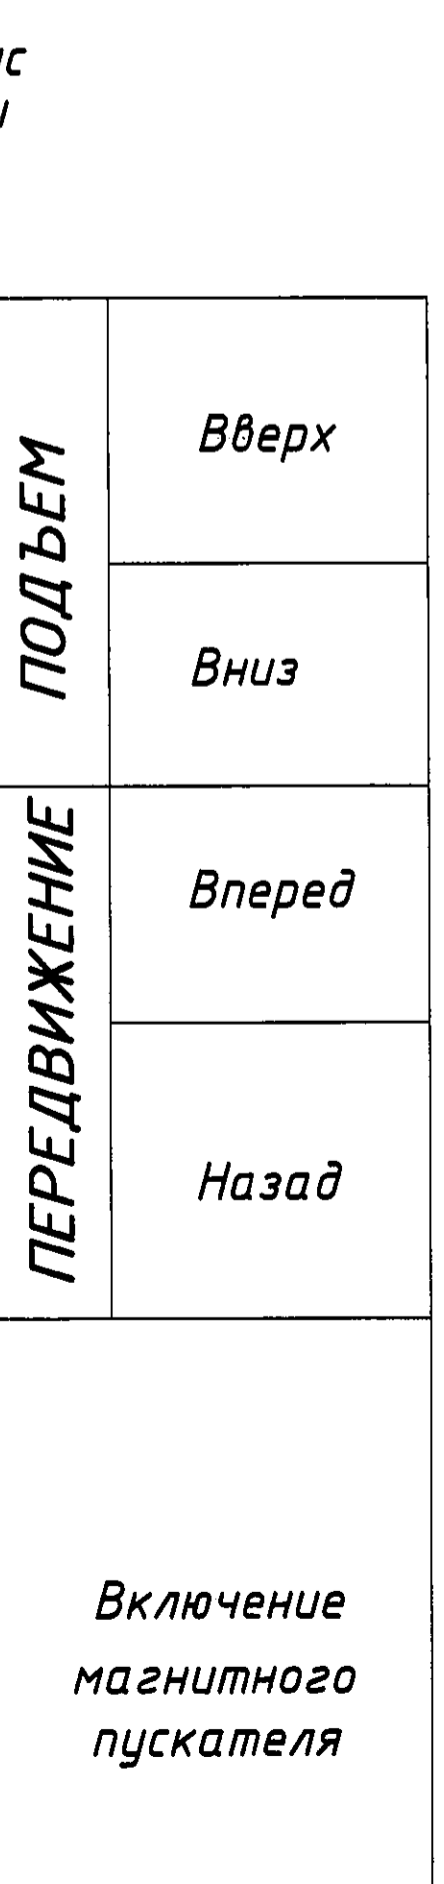 ПОДЪЕМ
Вверх
Вниз
ПЕРЕДВИЖЕНИЕ
Вперед
Назад
Включение
магнитного
пускателя